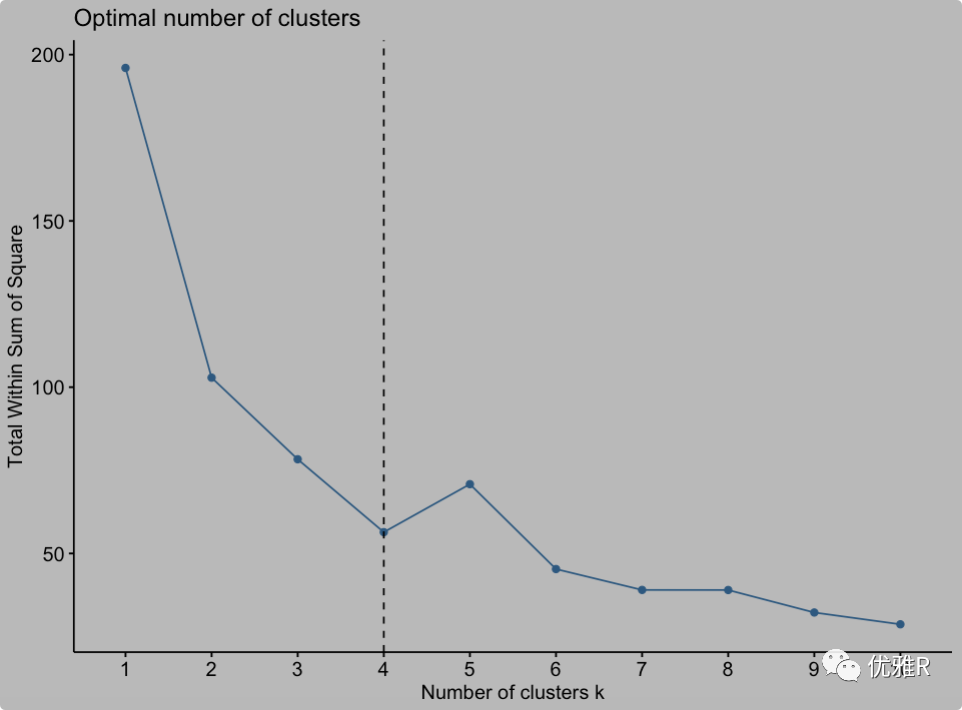 Optimal number of clusters
200
150
100
50
Total Within Sum of Square
1 2 3 4 5 6 7 8 9
Number of clusters k
优雅R